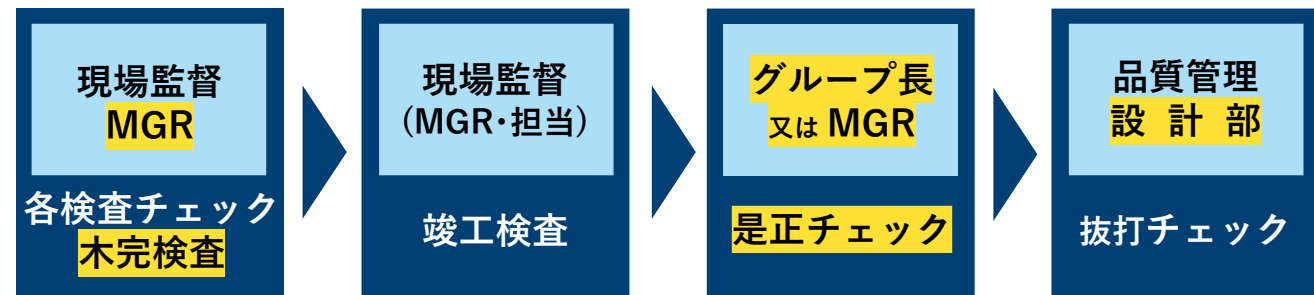 現場監督
MGR
各検査チェック
木完検査
現場監督
(MGR･担当)
竣工検査
グループ長
又は MGR
是正チェック
品質管理
設 計 部
抜打チェック